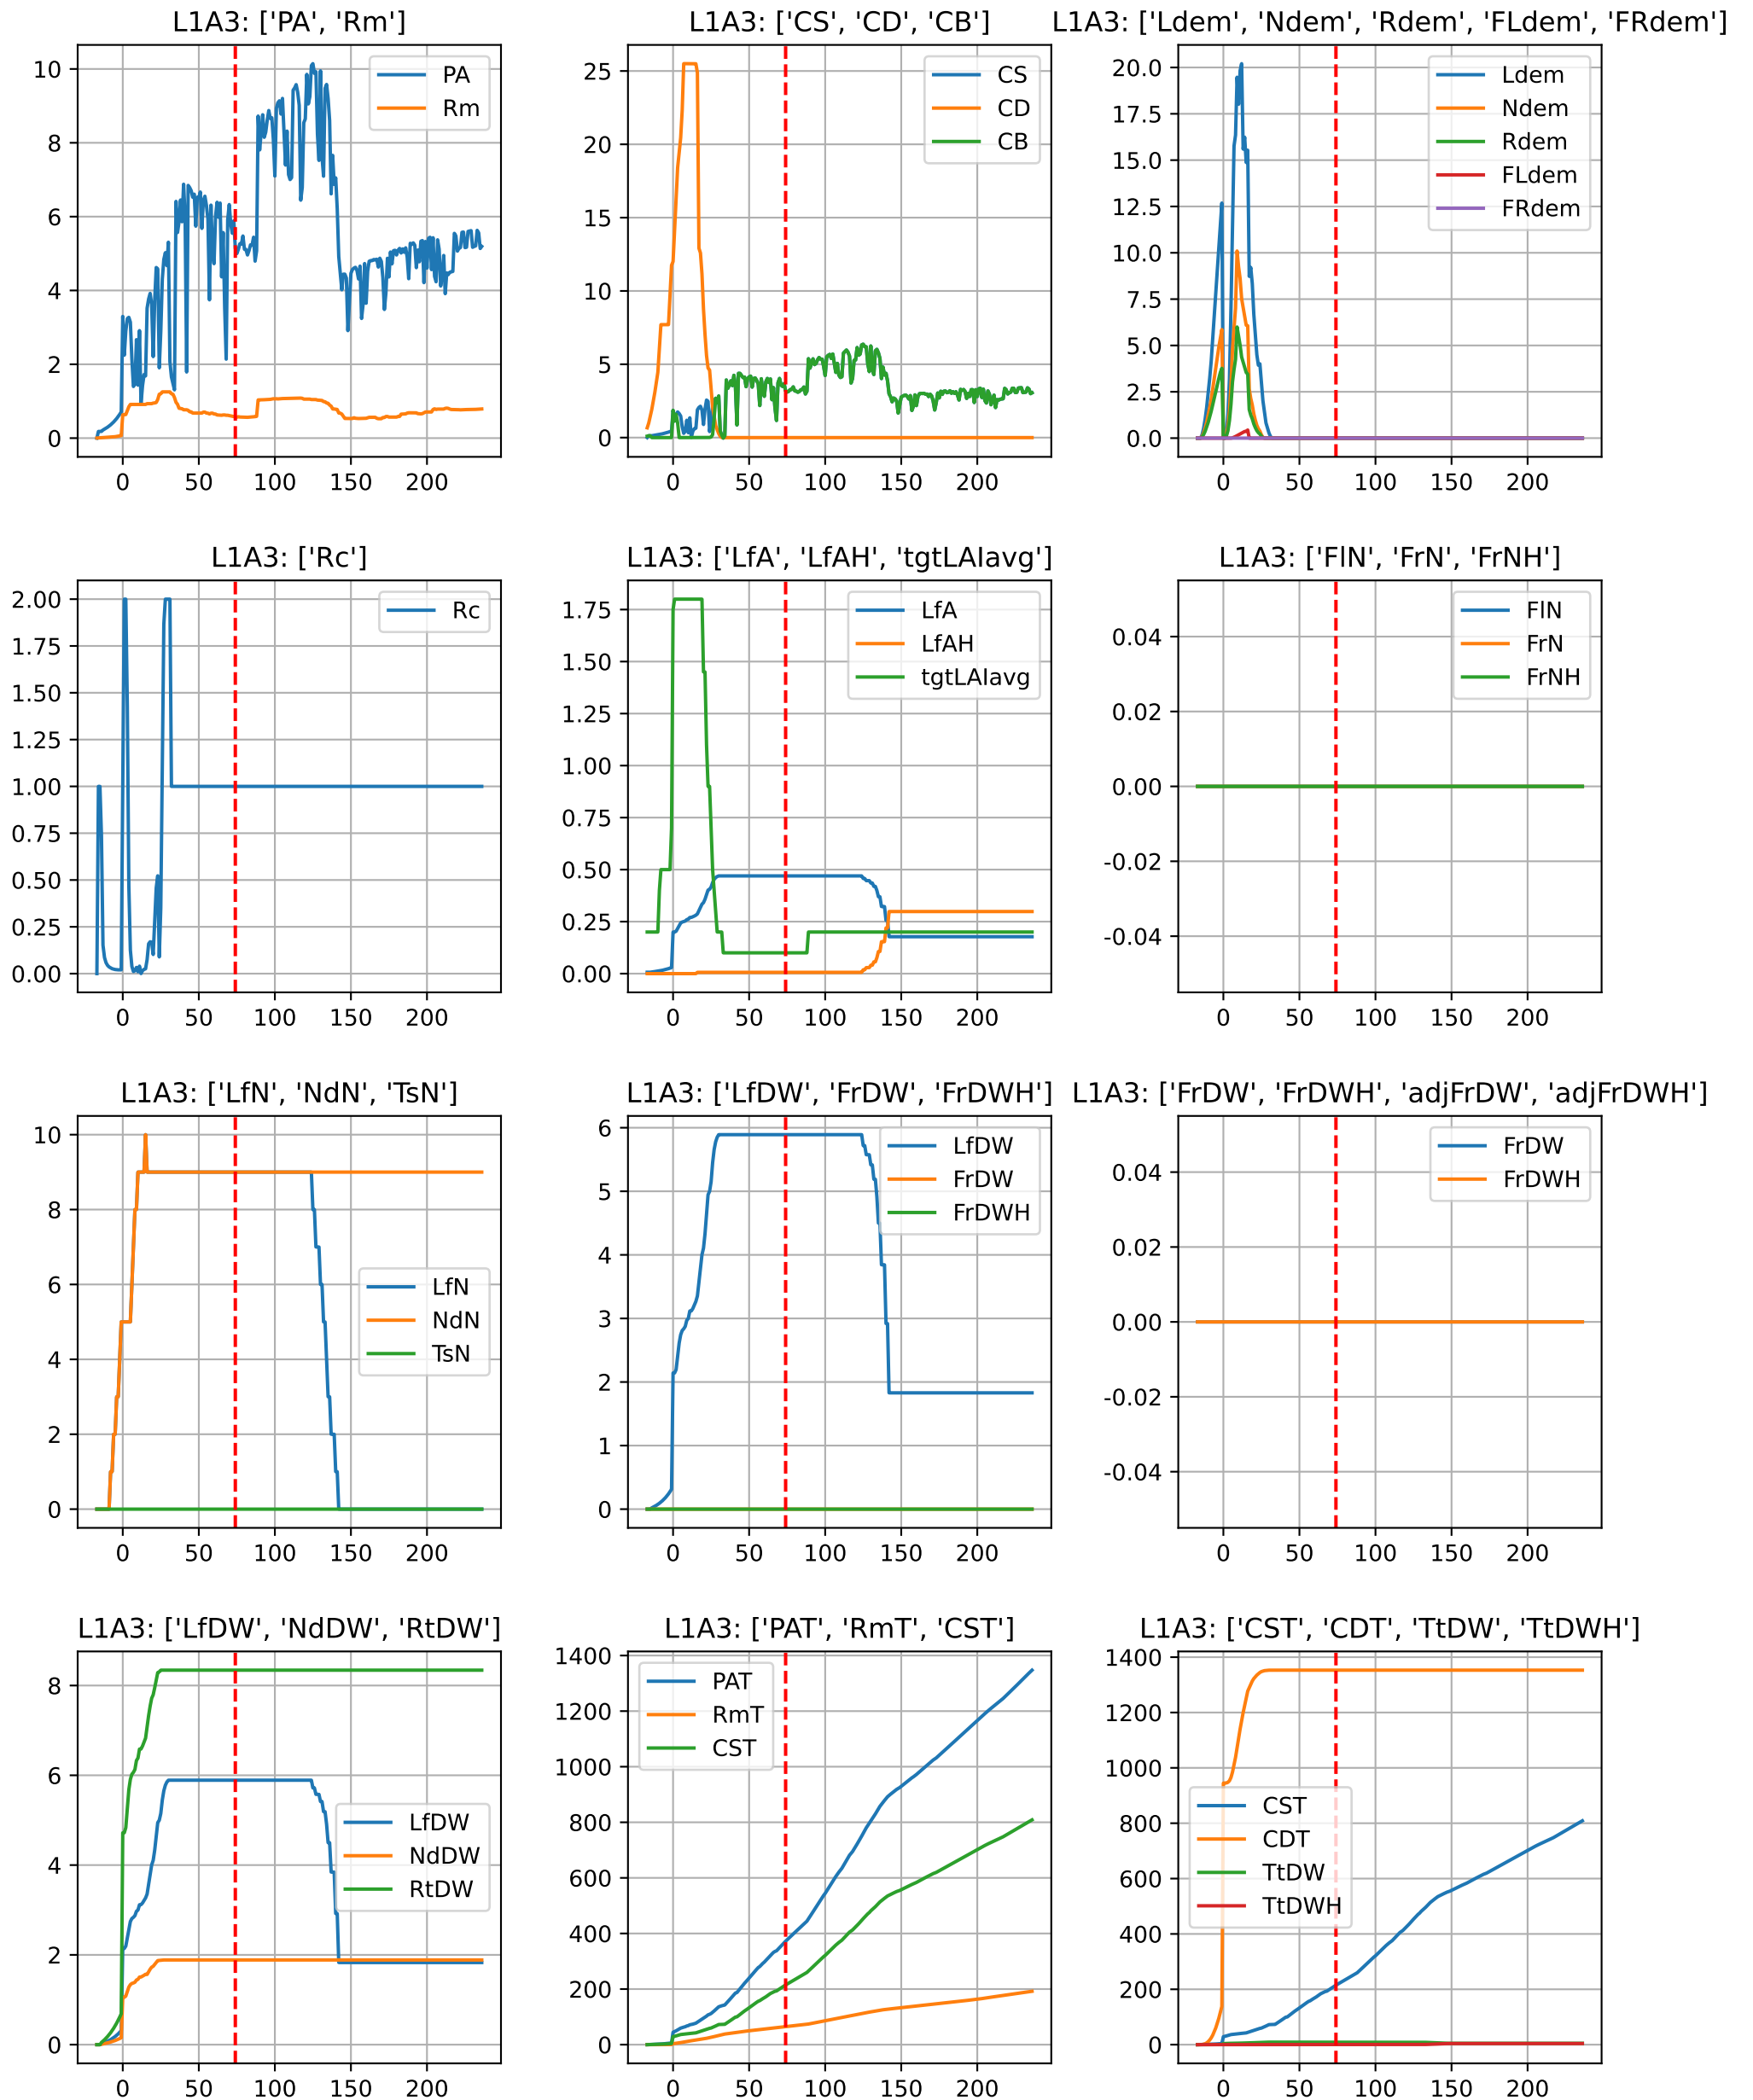 L1A3: ['PA', 'Rm']
10
8
6
4
2
0
0 50 100 150 200
PA
Rm
L1A3: ['CS', 'CD', 'CB']
25
20
15
10
5
0
0 50 100 150 200
CS
CD
CB
L1A3: ['Ldem', 'Ndem', 'Rdem', 'FLdem', 'FRdem']
20.0
17.5
15.0
12.5
10.0
7.5
5.0
2.5
0.0
0 50 100 150 200
Ldem
Ndem
Rdem
FLdem
FRdem
L1A3: ['Rc']
2.00
1.75
1.50
1.25
1.00
0.75
0.50
0.25
0.00
0 50 100 150 200
Rc
L1A3: ['LfA', 'LfAH', 'tgtLAIavg']
1.75
1.50
1.25
1.00
0.75
0.50
0.25
0.00
0 50 100 150 200
LfA
LfAH
tgtLAIavg
L1A3: ['FlN', 'FrN', 'FrNH']
0.04
0.02
0.00
-0.02
-0.04
0 50 100 150 200
FlN
FrN
FrNH
L1A3: ['LfN', 'NdN', 'TsN']
10
8
6
4
2
0
0 50 100 150 200
LfN
NdN
TsN
L1A3: ['LfDW', 'FrDW', 'FrDWH']
6
5
4
3
2
1
0
0 50 100 150 200
LfDW
FrDW
FrDWH
L1A3: ['FrDW', 'FrDWH', 'adjFrDW', 'adjFrDWH']
0.04
0.02
0.00
-0.02
-0.04
0 50 100 150 200
FrDW
FrDWH
L1A3: ['LfDW', 'NdDW', 'RtDW']
8
6
4
2
0
0 50 100 150 200
LfDW
NdDW
RtDW
L1A3: ['PAT', 'RmT', 'CST']
1400
1200
1000
800
600
400
200
0
0 50 100 150 200
PAT
RmT
CST
L1A3: ['CST', 'CDT', 'TtDW', 'TtDWH']
1400
1200
1000
800
600
400
200
0
0 50 100 150 200
CST
CDT
TtDW
TtDWH